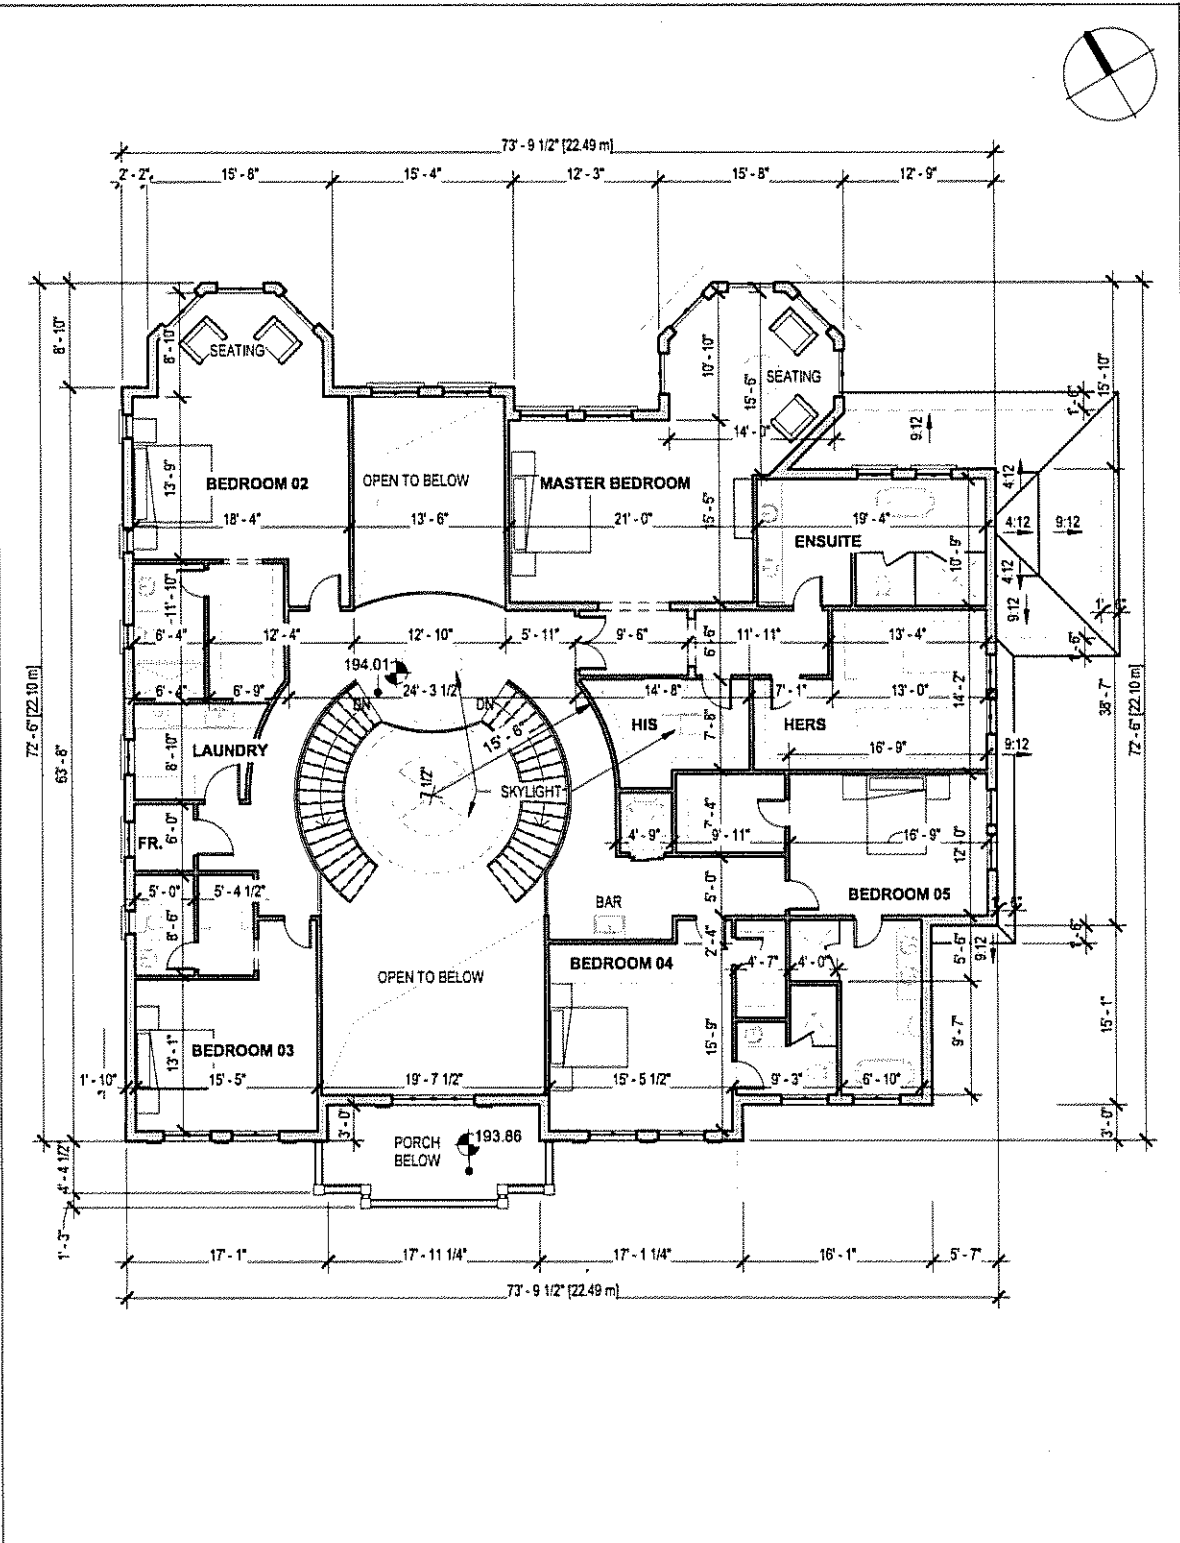 73' - 9 1/2" [22.49 m]
2' - 2"
15' - 6"
15' - 4"
12' - 3"
15' - 8"
12' - 9"
8' - 10"
8' - 10"
SEATING
10' - 10"
15' - 6"
SEATING
14' - 0"
9:12
1' - 6"
15' - 10"
13' - 9"
BEDROOM 02
OPEN TO BELOW
MASTER BEDROOM
15' - 5"
4:12
18' - 4"
13' - 6"
21' - 0"
19' - 4"
4:12
9:12
ENSUITE
10' - 9"
4:12
9:12
11' - 10"
6' - 4"
12' - 4"
12' - 10"
5' - 11"
9' - 6"
6' - 6"
11' - 11"
13' - 4"
1' - 6"
194.01
6' - 4"
6' - 9"
24' - 3 1/2"
14' - 8"
7' - 1"
13' - 0"
14' - 2"
DN
DN
72' - 6" [22.10 m]
63' - 8"
38' - 7"
72' - 6" [22.10 m]
LAUNDRY
8' - 10"
15' - 6"
HIS
7' - 8"
HERS
16' - 9"
9:12
7 1/2"
SKYLIGHT
FR.
6' - 0"
4' - 9"
7' - 4"
9' - 11"
16' - 9"
12' - 0"
5' - 0"
5' - 4 1/2"
BAR
5' - 0"
BEDROOM 05
8' - 6"
2' - 4"
5' - 6"
9:12
1' - 6"
OPEN TO BELOW
BEDROOM 04
4' - 7"
4' - 0"
13' - 1"
BEDROOM 03
15' - 9"
9' - 7"
15' - 1"
1' - 10"
15' - 5"
19' - 7 1/2"
15' - 5 1/2"
9' - 3"
6' - 10"
3' - 0"
PORCH
BELOW
193.86
3' - 0"
4' - 4 1/2"
1' - 3"
17' - 1"
17' - 11 1/4"
17' - 1 1/4"
16' - 1"
5' - 7"
73' - 9 1/2" [22.49 m]